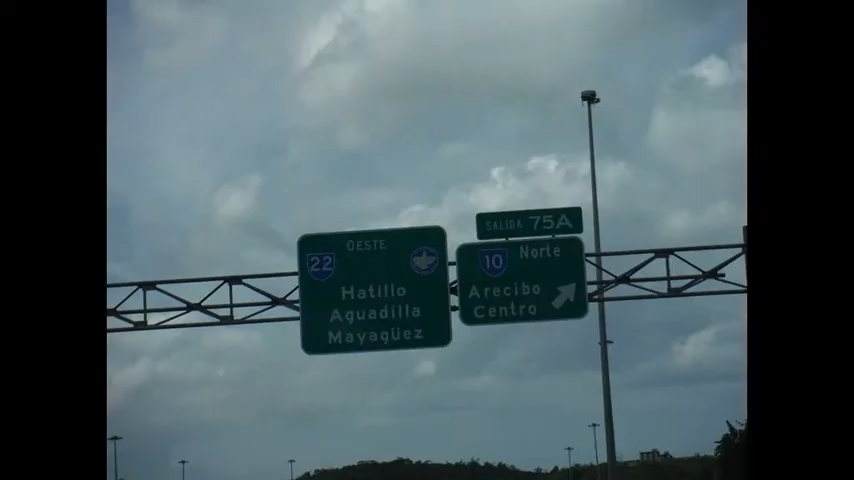 OESTE
22
Hatillo
Aguadilla
Mayagüez
SALIDA 75A
10 Norte
Arecibo
Centro